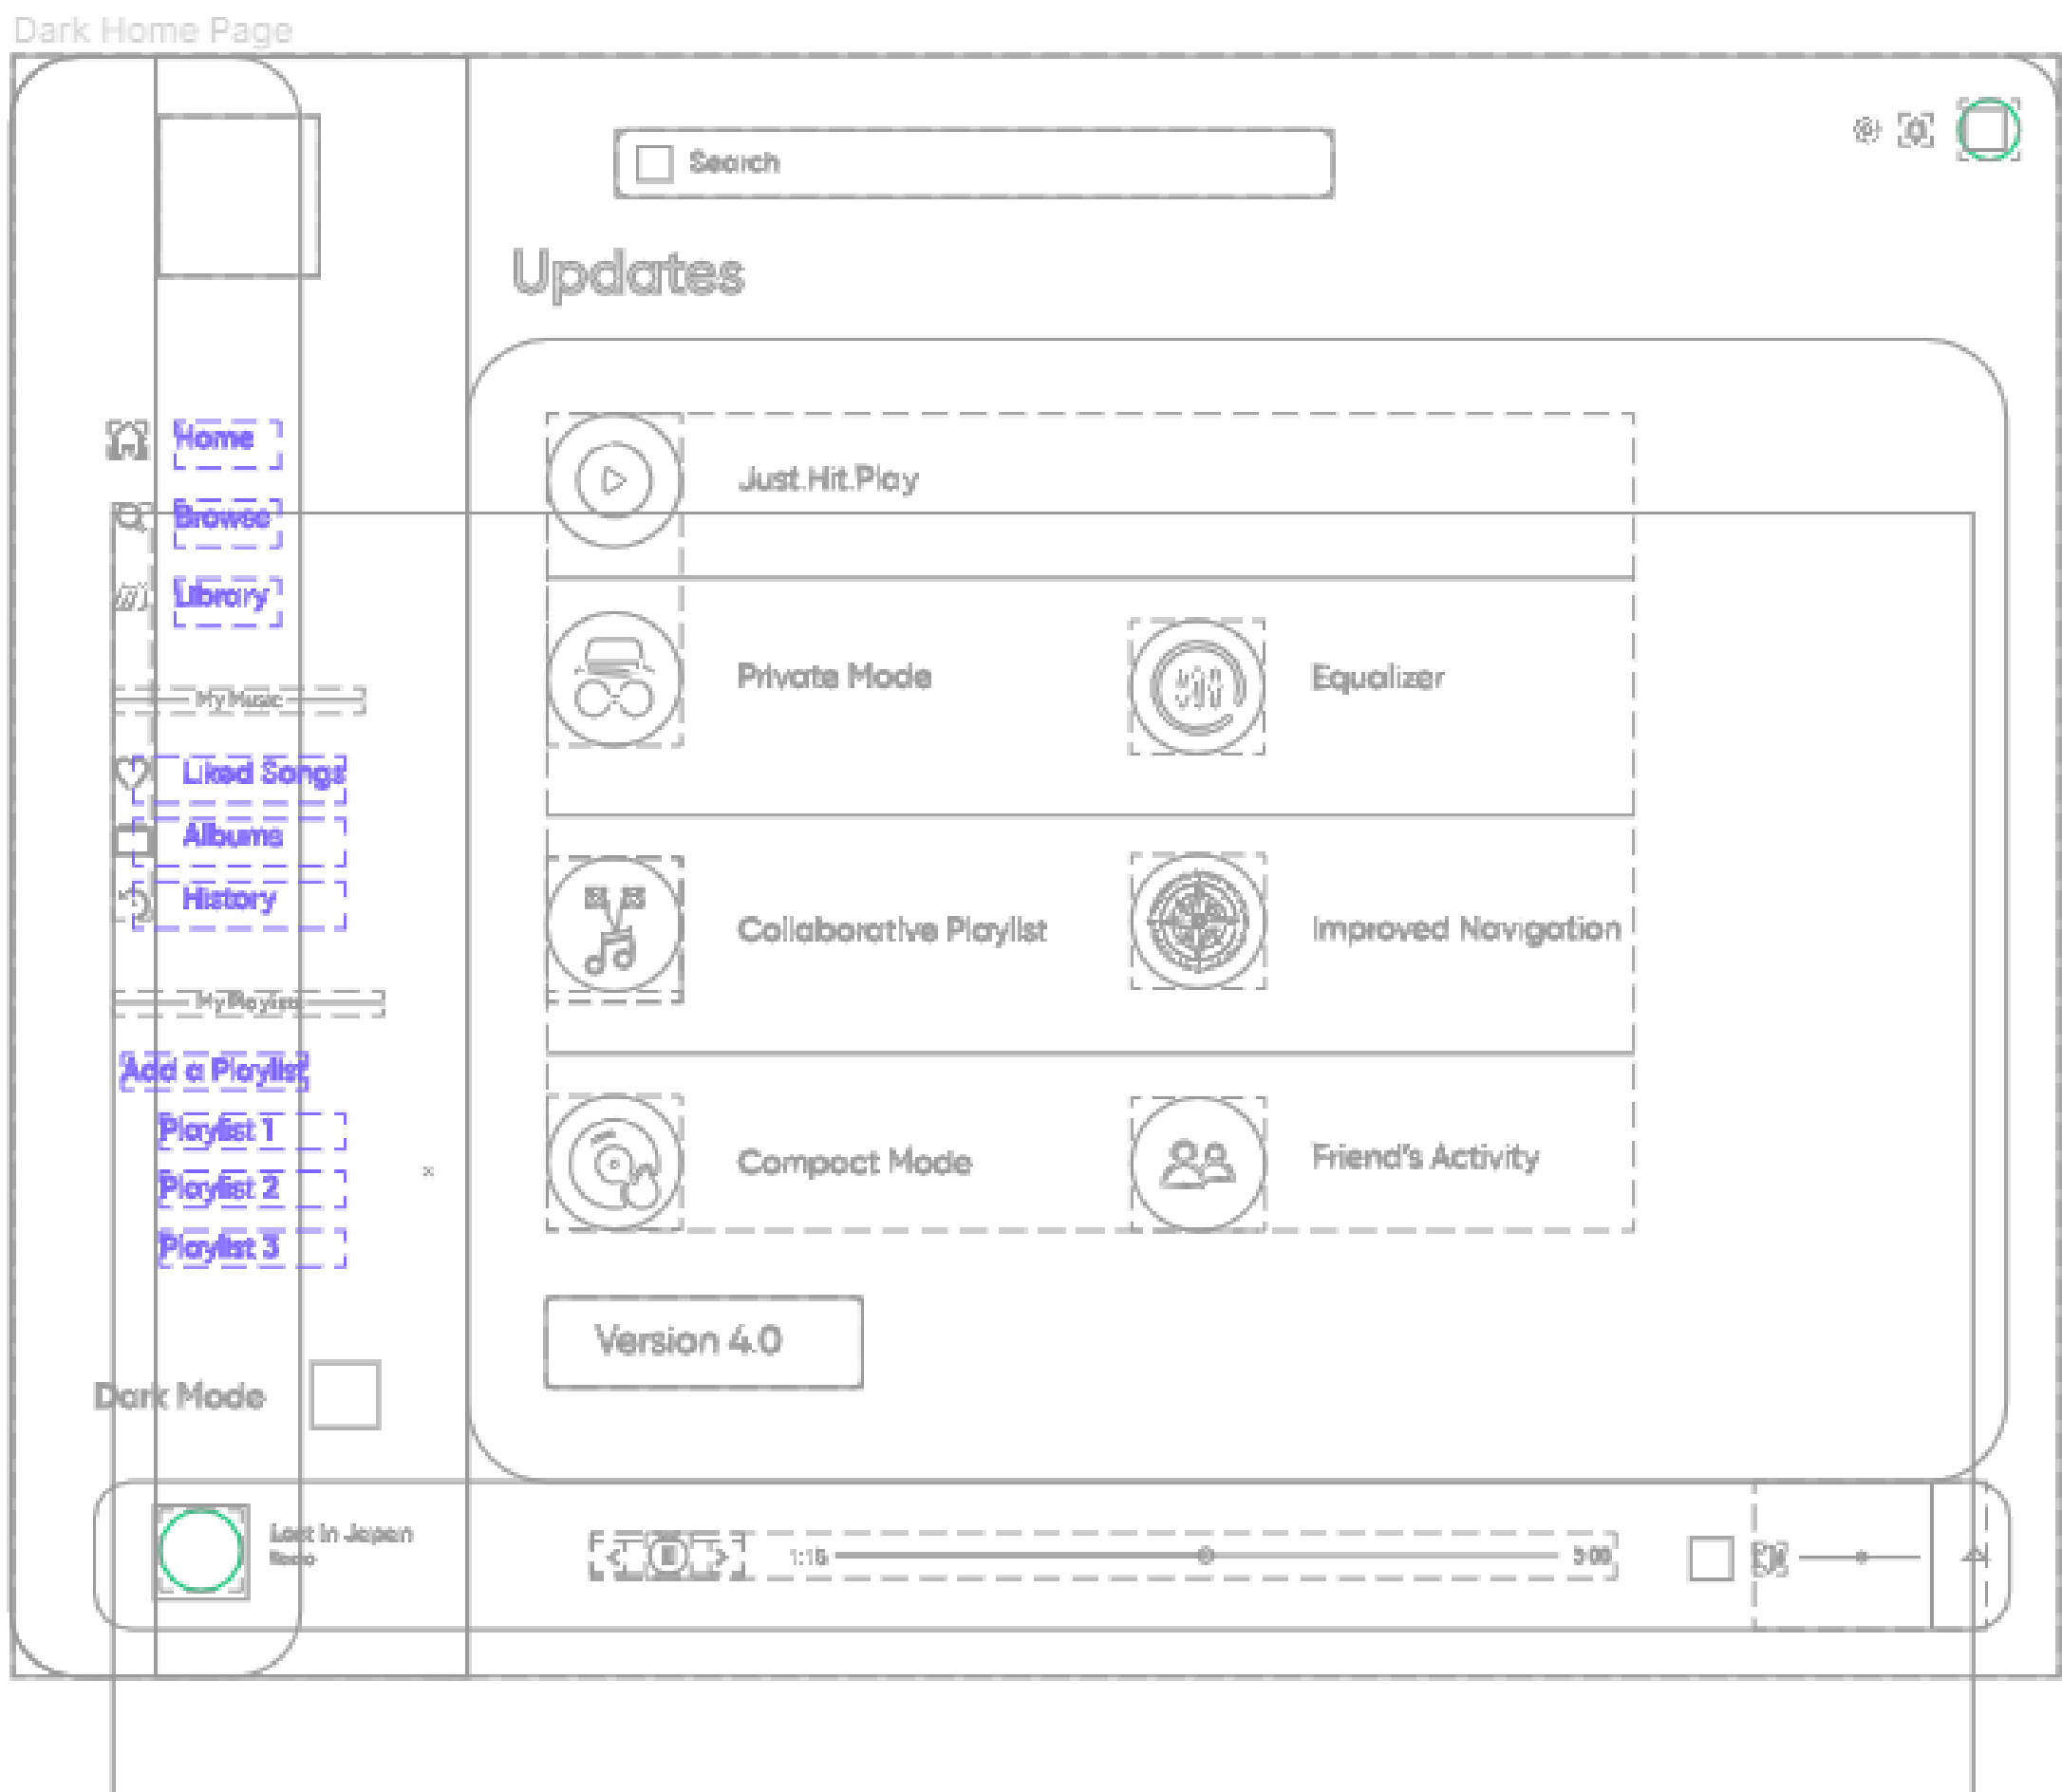 Dark Home Page
Search
Updates
Home
Browse
Library
My Music
Liked Songs
Albums
History
My Playlists
Add a Playlist
Playlist 1
Playlist 2
Playlist 3
Dark Mode
Just.Hit.Play
Private Mode
Equalizer
Collaborative Playlist
Improved Navigation
Compact Mode
Friend's Activity
Version 4.0
Lost In Japan
1:15
3:00